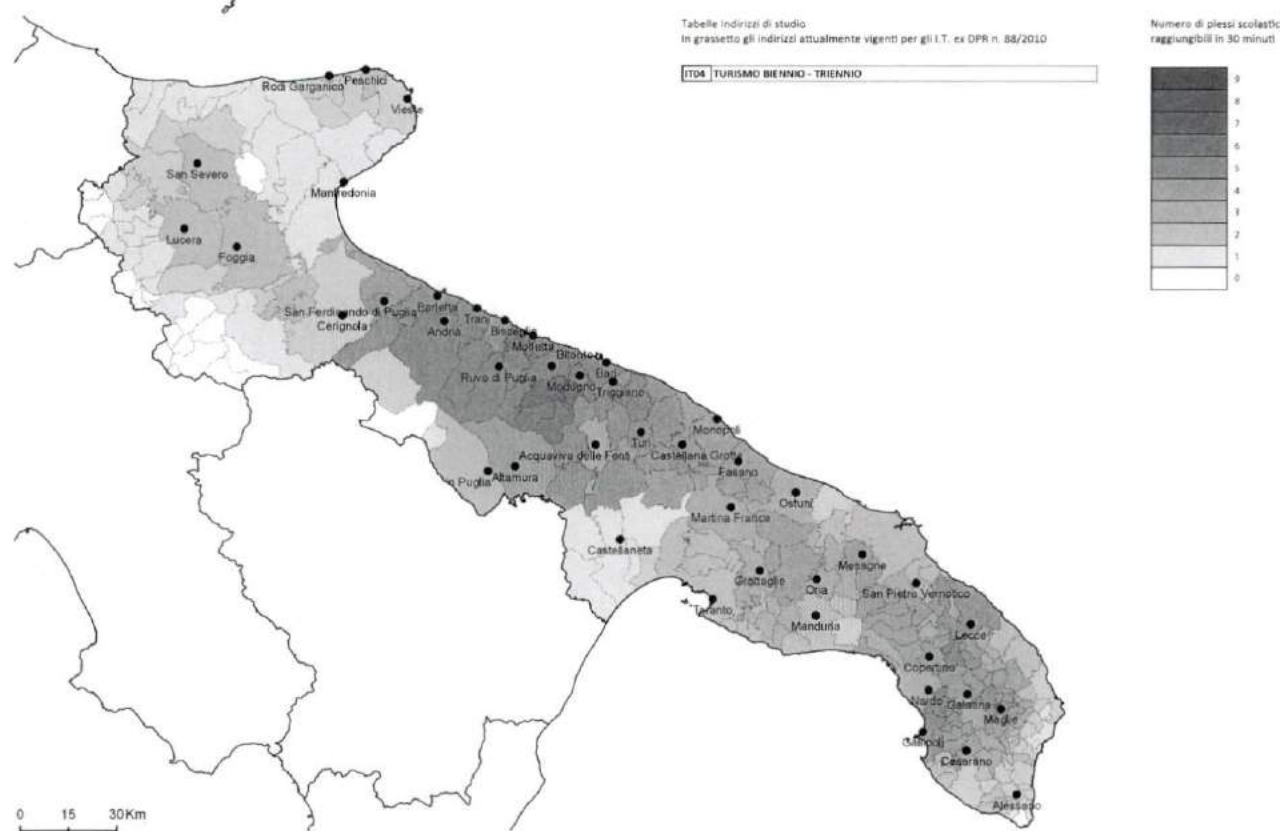 Tabelle indirizzi di studio
In grassetto gli indirizzi attualmente vigenti per gli I.T. ex DPR n. 88/2010
IT04 TURISMO BIENNIO - TRIENNIO
Numero di plessi scolastic
raggiungibili in 30 minuti
9
8
7
6
5
4
3
2
1
0
Rodi Garganico
Peschici
Vieste
San Severo
Manfredonia
Lucera
Foggia
San Ferdinando di Puglia
Cerignola
Barletta
Andria
Trani
Bisceglie
Molfetta
Bitonto
Bari
Ruvo di Puglia
Modugno
Triggiano
Monopoli
Turi
Castellana Grotte
Acquaviva delle Fonti
Fasano
n Puglia
Altamura
Ostuni
Martina Franca
Castellaneta
Mesagne
Grottaglie
Oria
San Pietro Vernotico
Taranto
Manduria
Lecce
Copertino
Nardò
Galatina
Maglie
Gallipoli
Casarano
Alessano
0 15 30Km